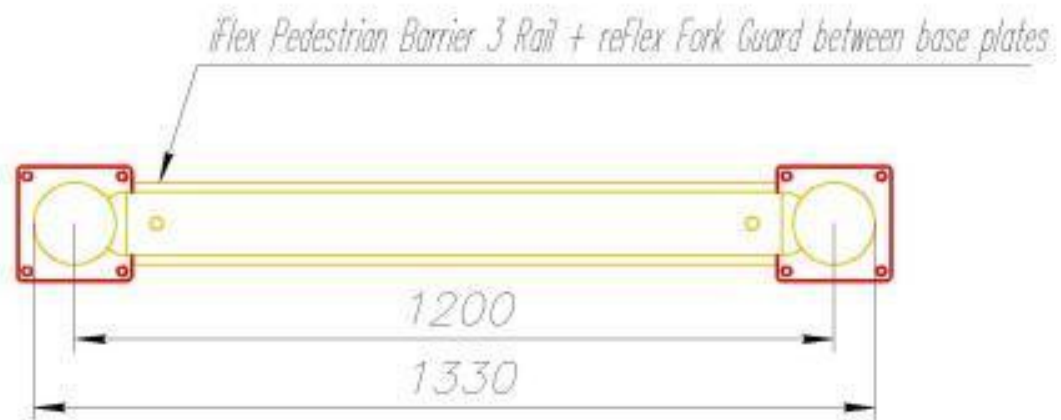 iFlex Pedestrian Barrier 3 Rail + reFlex Fork Guard between base plates
1200
1330